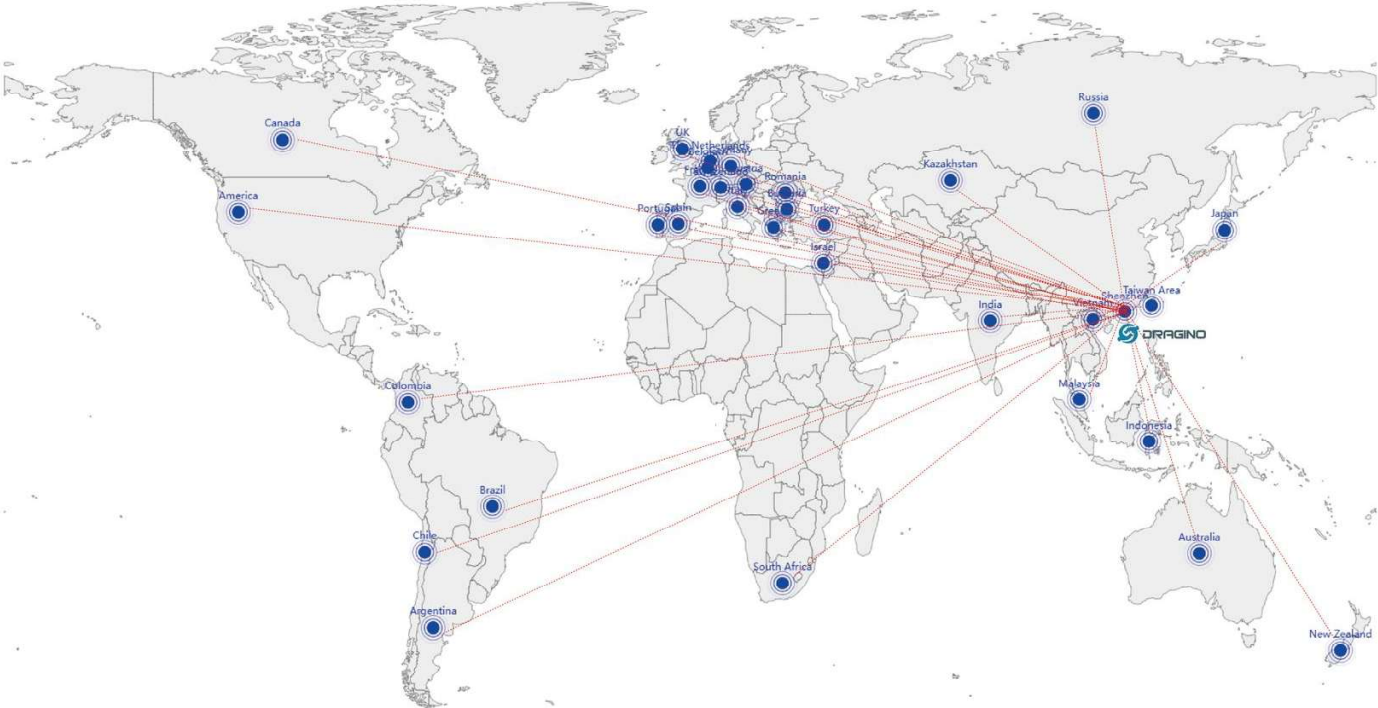 Russia
Canada
UK
Netherlands
Kazakhstan
Romania
America
Portugal
Spain
Turkey
Japan
Israel
Taiwan Area
Shenzhen
India
Vietnam
DRAGINO
Colombia
Malaysia
Indonesia
Brazil
Chile
Australia
South Africa
Argentina
New Zealand